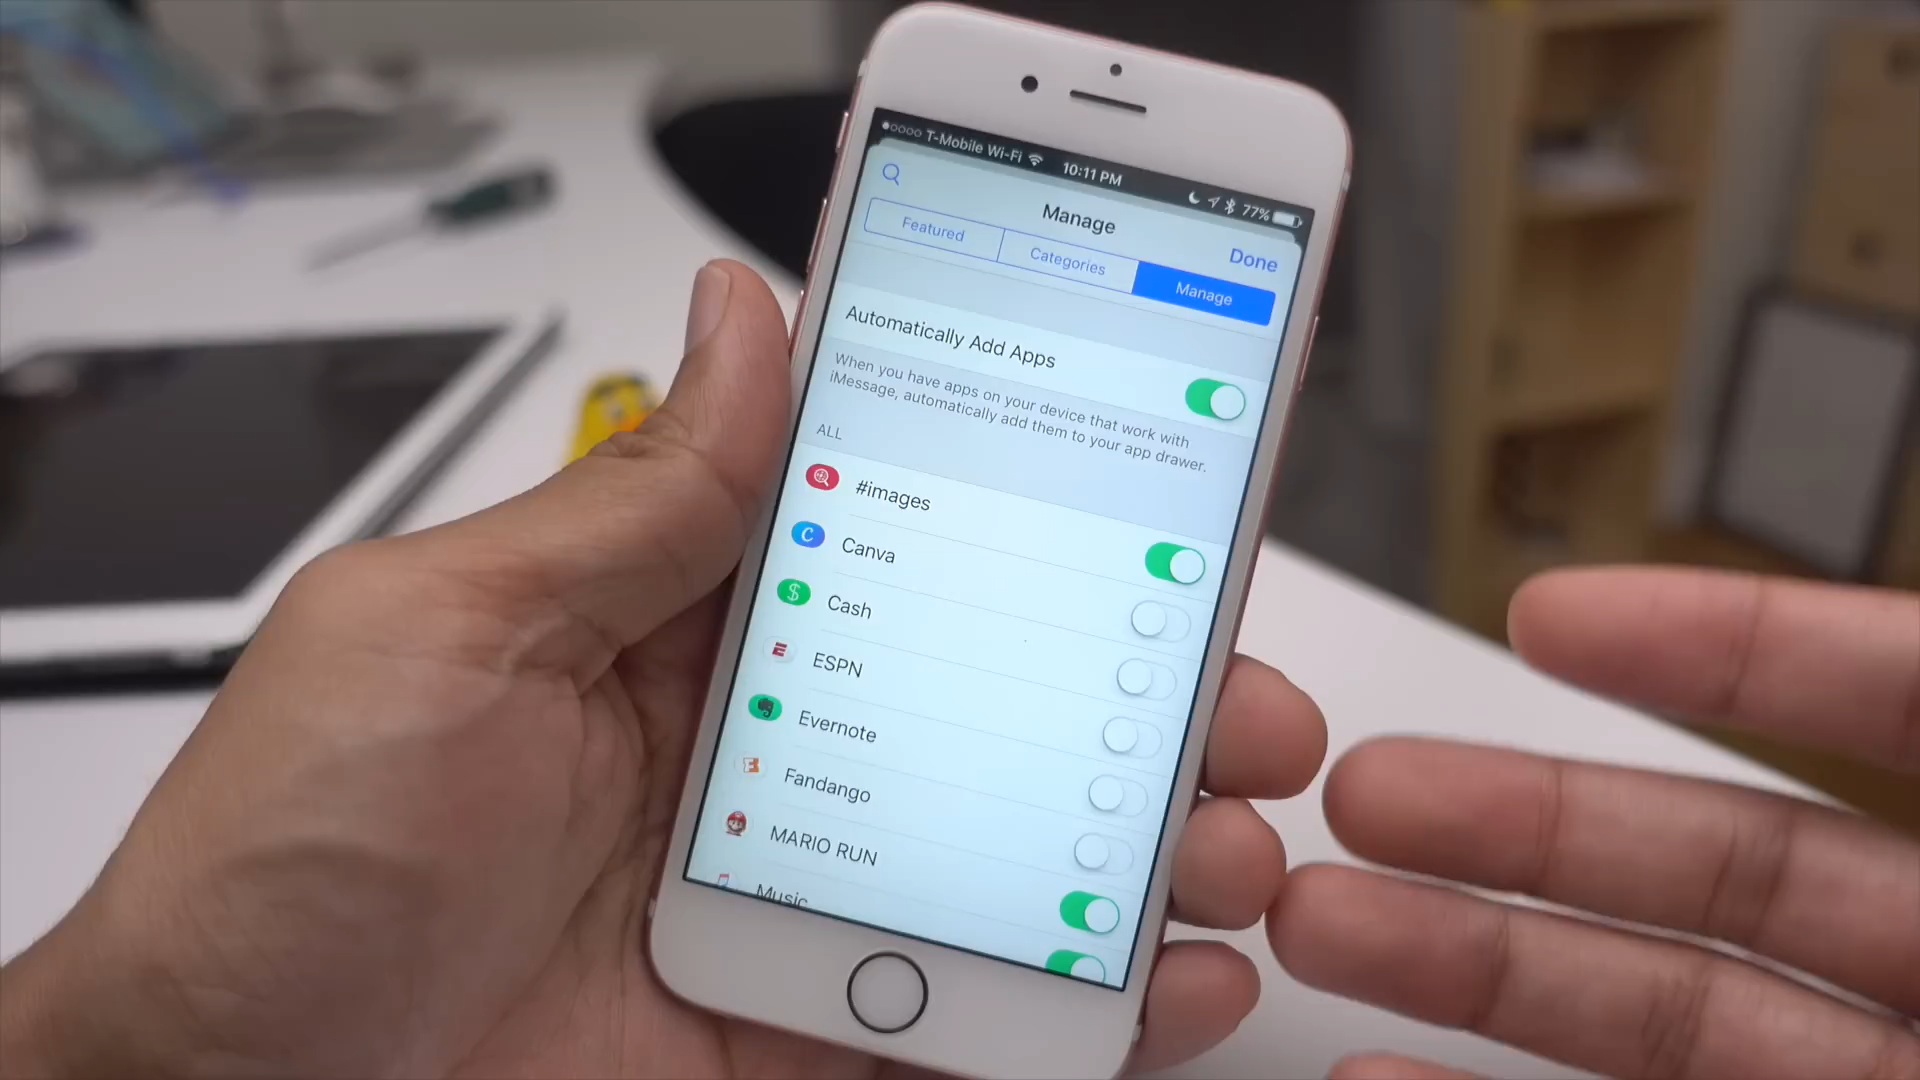 T-Mobile Wi-Fi 10:11 PM 77%
Manage
Done
Featured Categories Manage
Automatically Add Apps
When you have apps on your device that work with
iMessage, automatically add them to your app drawer.
ALL
#images
C Canva
$ Cash
E ESPN
Evernote
F Fandango
MARIO RUN
Music